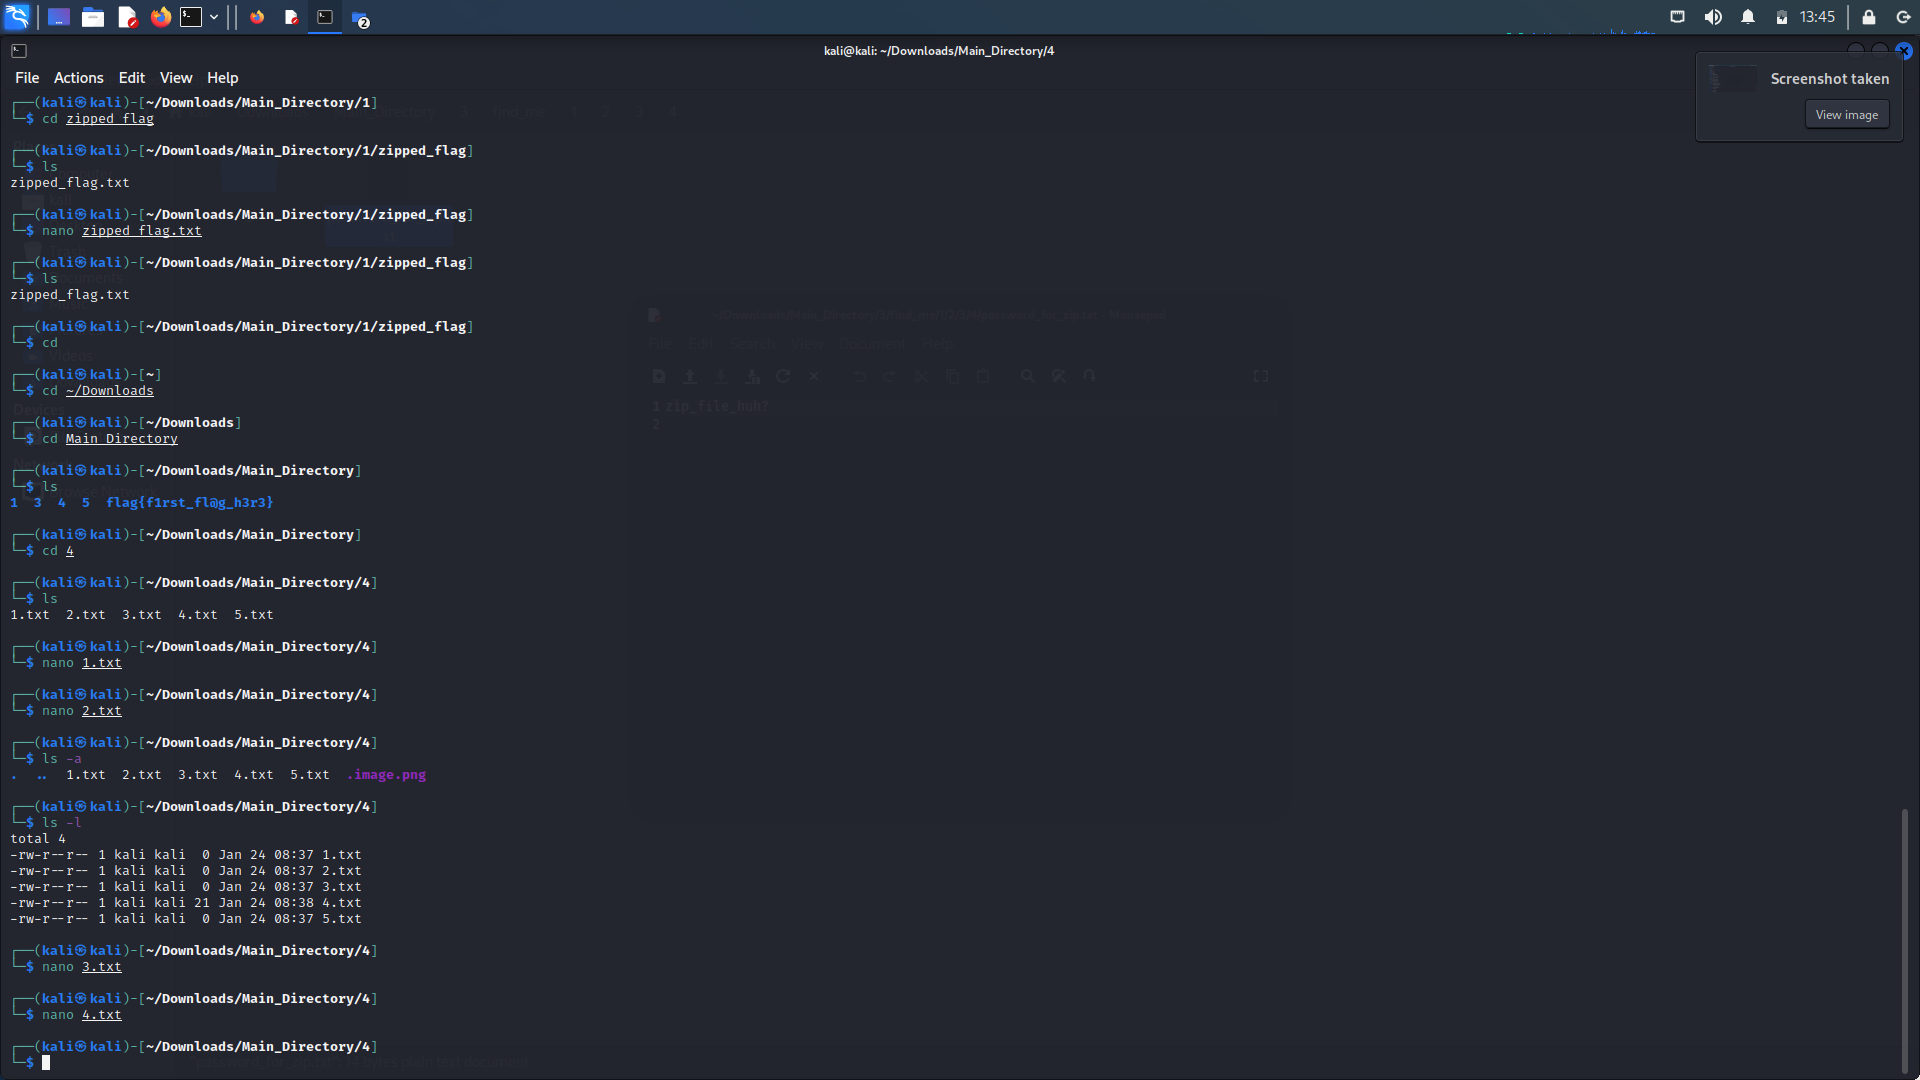 13:45
kali@kali: ~/Downloads/Main_Directory/4
File Actions Edit View Help
Screenshot taken
View image
┌──(kali㉿kali)-[~/Downloads/Main_Directory/1]
└─$ cd zipped_flag
┌──(kali㉿kali)-[~/Downloads/Main_Directory/1/zipped_flag]
└─$ ls
zipped_flag.txt
┌──(kali㉿kali)-[~/Downloads/Main_Directory/1/zipped_flag]
└─$ nano zipped_flag.txt
┌──(kali㉿kali)-[~/Downloads/Main_Directory/1/zipped_flag]
└─$ ls
zipped_flag.txt
┌──(kali㉿kali)-[~/Downloads/Main_Directory/1/zipped_flag]
└─$ cd
┌──(kali㉿kali)-[~]
└─$ cd ~/Downloads
┌──(kali㉿kali)-[~/Downloads]
└─$ cd Main_Directory
┌──(kali㉿kali)-[~/Downloads/Main_Directory]
└─$ ls
1 3 4 5 flag{f1rst_fl@g_h3r3}
┌──(kali㉿kali)-[~/Downloads/Main_Directory]
└─$ cd 4
┌──(kali㉿kali)-[~/Downloads/Main_Directory/4]
└─$ ls
1.txt 2.txt 3.txt 4.txt 5.txt
┌──(kali㉿kali)-[~/Downloads/Main_Directory/4]
└─$ nano 1.txt
┌──(kali㉿kali)-[~/Downloads/Main_Directory/4]
└─$ nano 2.txt
┌──(kali㉿kali)-[~/Downloads/Main_Directory/4]
└─$ ls -a
. .. 1.txt 2.txt 3.txt 4.txt 5.txt .image.png
┌──(kali㉿kali)-[~/Downloads/Main_Directory/4]
└─$ ls -l
total 4
-rw-r--r-- 1 kali kali 0 Jan 24 08:37 1.txt
-rw-r--r-- 1 kali kali 0 Jan 24 08:37 2.txt
-rw-r--r-- 1 kali kali 0 Jan 24 08:37 3.txt
-rw-r--r-- 1 kali kali 21 Jan 24 08:38 4.txt
-rw-r--r-- 1 kali kali 0 Jan 24 08:37 5.txt
┌──(kali㉿kali)-[~/Downloads/Main_Directory/4]
└─$ nano 3.txt
┌──(kali㉿kali)-[~/Downloads/Main_Directory/4]
└─$ nano 4.txt
┌──(kali㉿kali)-[~/Downloads/Main_Directory/4]
└─$
File Edit Search View Document Help
1 zip_file_huh?
2